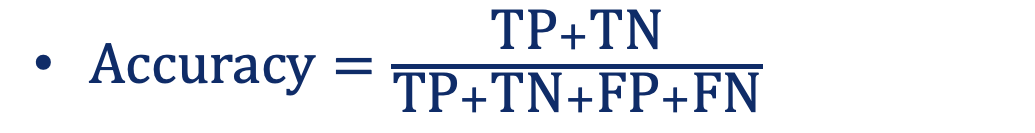 • Accuracy = TP+TN
TP+TN+FP+FN